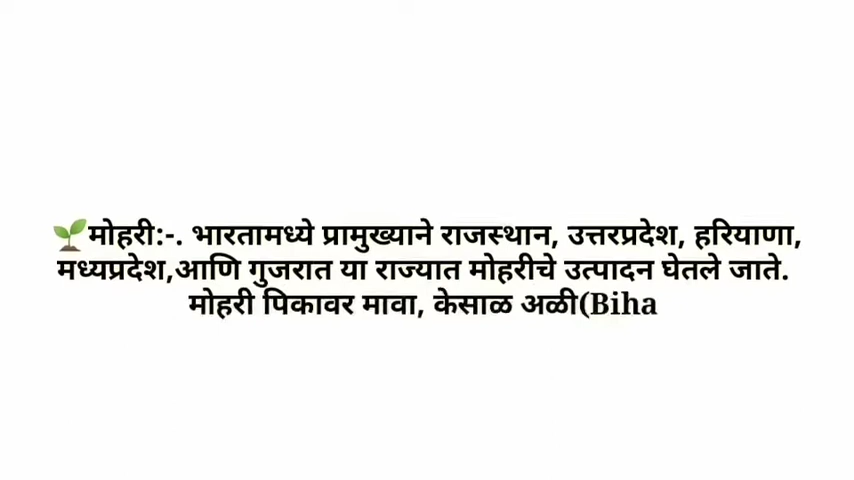 🌱मोहरी:-. भारतामध्ये प्रामुख्याने राजस्थान, उत्तरप्रदेश, हरियाणा,
मध्यप्रदेश,आणि गुजरात या राज्यात मोहरीचे उत्पादन घेतले जाते.
मोहरी पिकावर मावा, केसाळ अळी(Biha